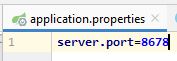 application.properties
1 server.port=8678